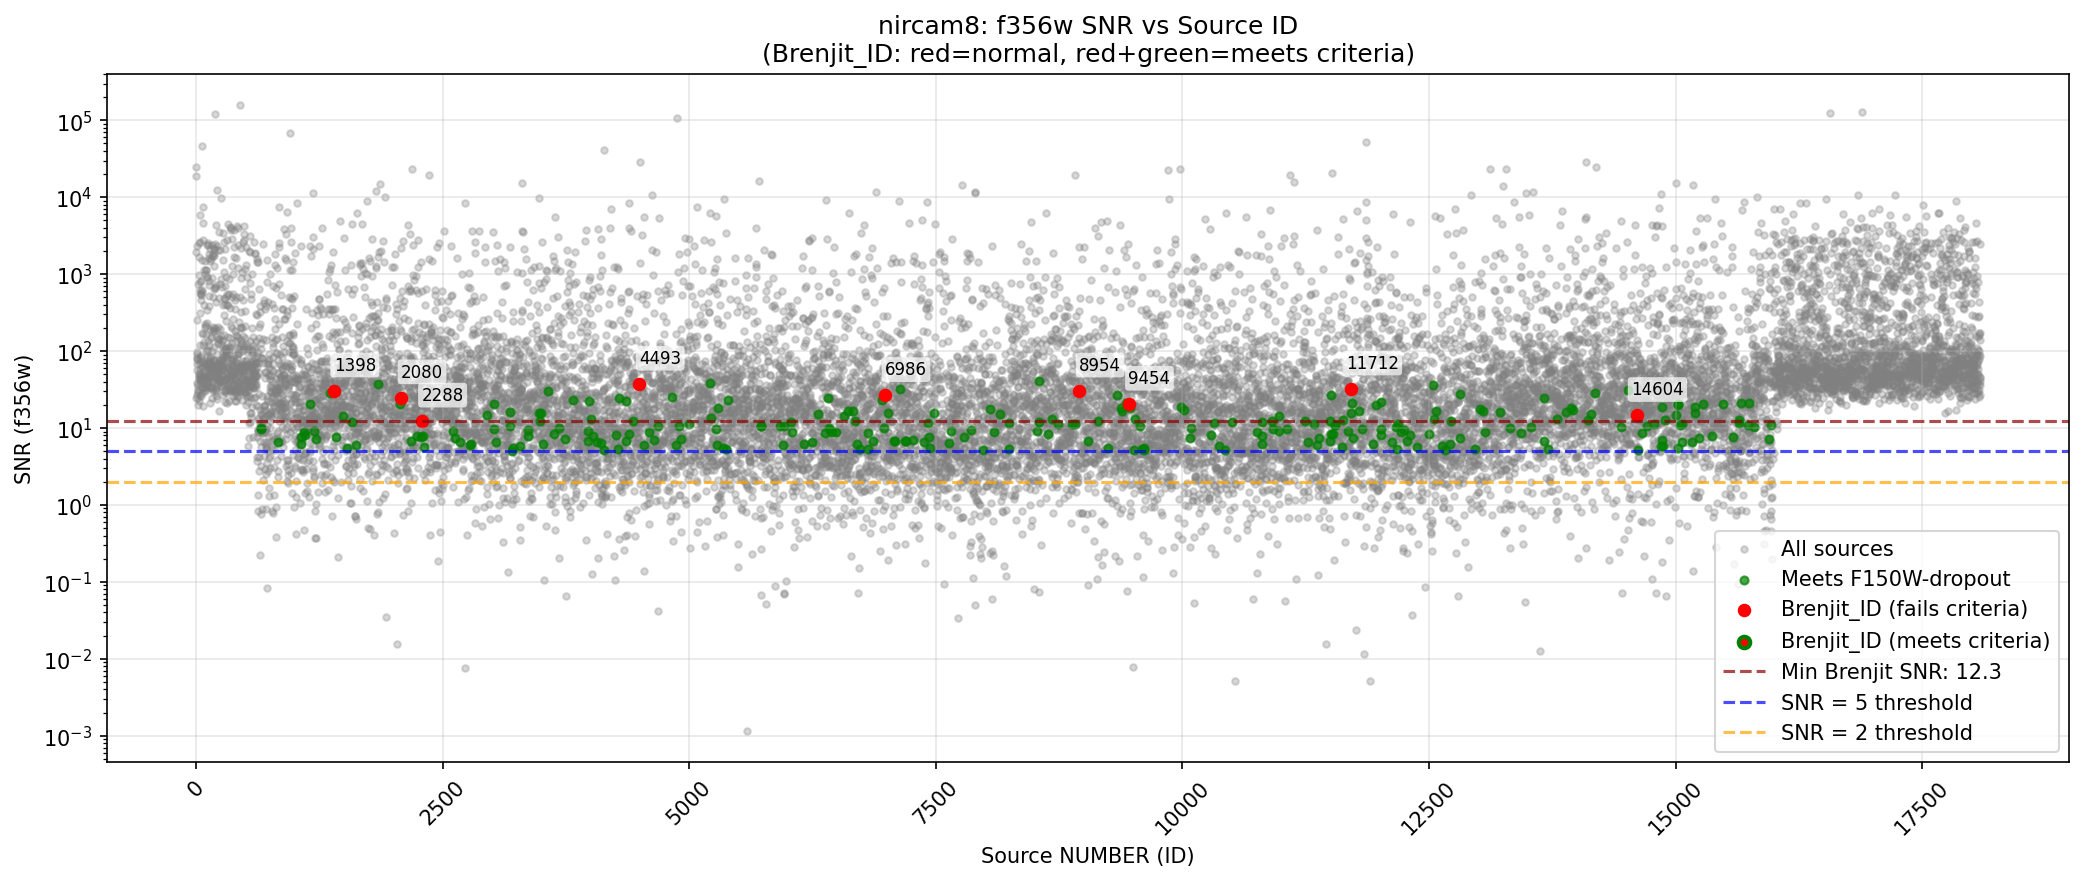 nircam8: f356w SNR vs Source ID
(Brenjit_ID: red=normal, red+green=meets criteria)
SNR (f356w)
10^5
10^4
10^3
10^2
10^1
10^0
10^-1
10^-2
10^-3
1398
2080
2288
4493
6986
8954
9454
11712
14604
All sources
Meets F150W-dropout
Brenjit_ID (fails criteria)
Brenjit_ID (meets criteria)
Min Brenjit SNR: 12.3
SNR = 5 threshold
SNR = 2 threshold
0
2500
5000
7500
10000
12500
15000
17500
Source NUMBER (ID)